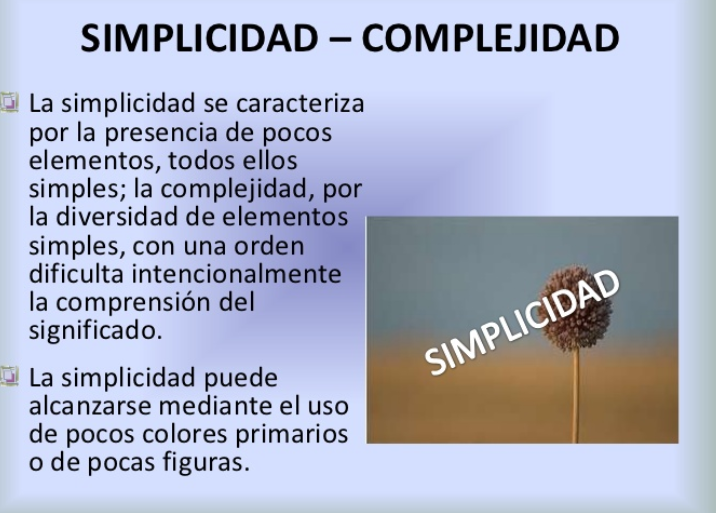 SIMPLICIDAD – COMPLEJIDAD
La simplicidad se caracteriza
por la presencia de pocos
elementos, todos ellos
simples; la complejidad, por
la diversidad de elementos
simples, con una orden
dificulta intencionalmente
la comprensión del
significado.
La simplicidad puede
alcanzarse mediante el uso
de pocos colores primarios
o de pocas figuras.
SIMPLICIDAD